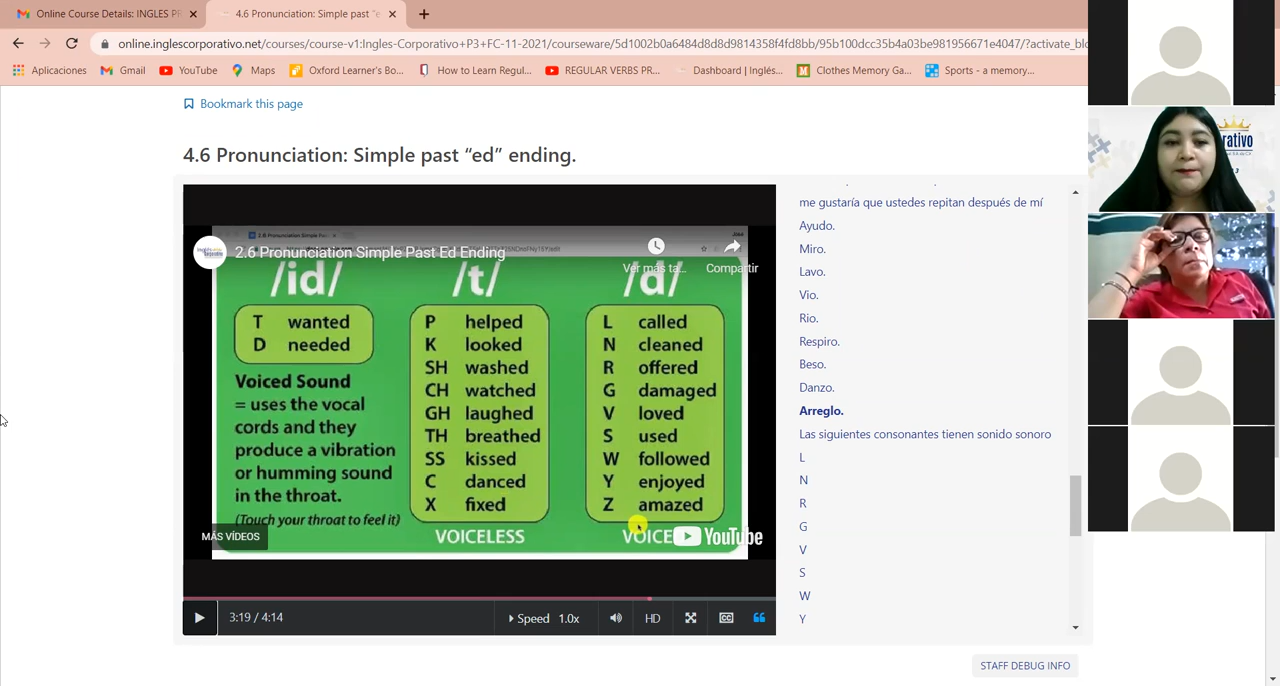 Online Course Details: INGLES PR
4.6 Pronunciation: Simple past "e
online.inglescorporativo.net/courses/course-v1:Ingles-Corporativo+P3+FC-11-2021/courseware/5d1002b0a6484d8d8d9814358f4fd8bb/95b100dcc35b4a03be981956671e4047/?activate_blo
Aplicaciones
Gmail
YouTube
Maps
Oxford Learner's Bo...
How to Learn Regul...
REGULAR VERBS PR...
Dashboard | Inglés...
Clothes Memory Ga...
Sports - a memory...
rativo
Bookmark this page
4.6 Pronunciation: Simple past "ed" ending.
2.6 Pronunciation Simple Past Ed Ending
Ver más ta...
Compartir
/id/ /t/ /d/
T wanted
D needed
Voiced Sound
= uses the vocal
cords and they
produce a vibration
or humming sound
in the throat.
(Touch your throat to feel it)
P helped
K looked
SH washed
CH watched
GH laughed
TH breathed
SS kissed
C danced
X fixed
VOICELESS
L called
N cleaned
R offered
G damaged
V loved
S used
W followed
Y enjoyed
Z amazed
VOICE
YouTube
MÁS VÍDEOS
3:19 / 4:14
Speed 1.0x
HD
me gustaría que ustedes repitan después de mí
Ayudo.
Miro.
Lavo.
Vio.
Rio.
Respiro.
Beso.
Danzo.
Arreglo.
Las siguientes consonantes tienen sonido sonoro
L
N
R
G
V
S
W
Y
STAFF DEBUG INFO